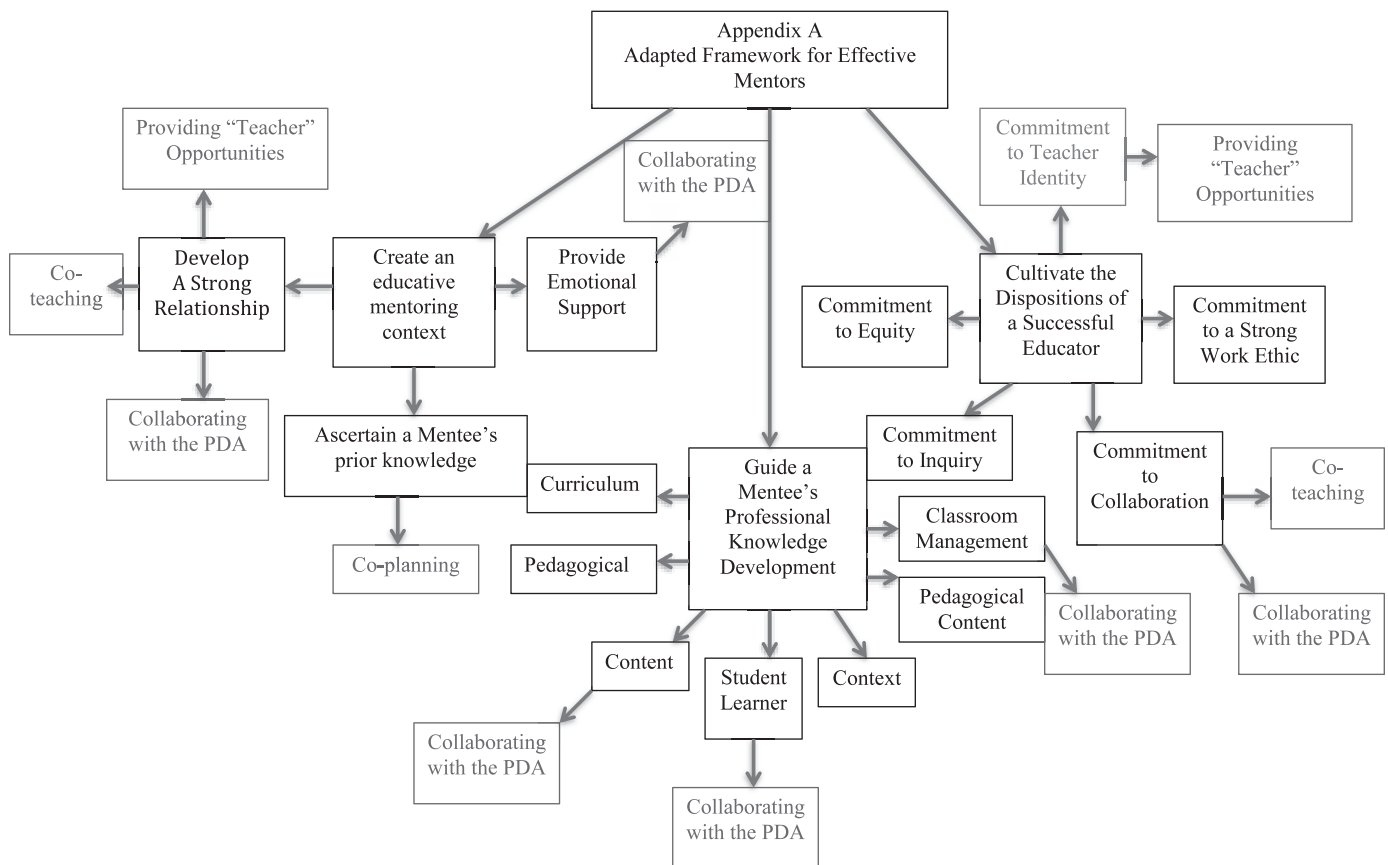 Appendix A
Adapted Framework for Effective
Mentors
Providing “Teacher”
Opportunities
Collaborating
with the PDA
Commitment
to Teacher
Identity
Providing
“Teacher”
Opportunities
Co-
teaching
Develop
A Strong
Relationship
Create an
educative
mentoring
context
Provide
Emotional
Support
Commitment
to Equity
Cultivate the
Dispositions of
a Successful
Educator
Commitment
to a Strong
Work Ethic
Collaborating
with the PDA
Ascertain a Mentee’s
prior knowledge
Curriculum
Guide a
Mentee’s
Professional
Knowledge
Development
Commitment
to Inquiry
Commitment
to
Collaboration
Co-
teaching
Co-planning
Pedagogical
Classroom
Management
Pedagogical
Content
Collaborating
with the PDA
Collaborating
with the PDA
Content
Student
Learner
Context
Collaborating
with the PDA
Collaborating
with the PDA